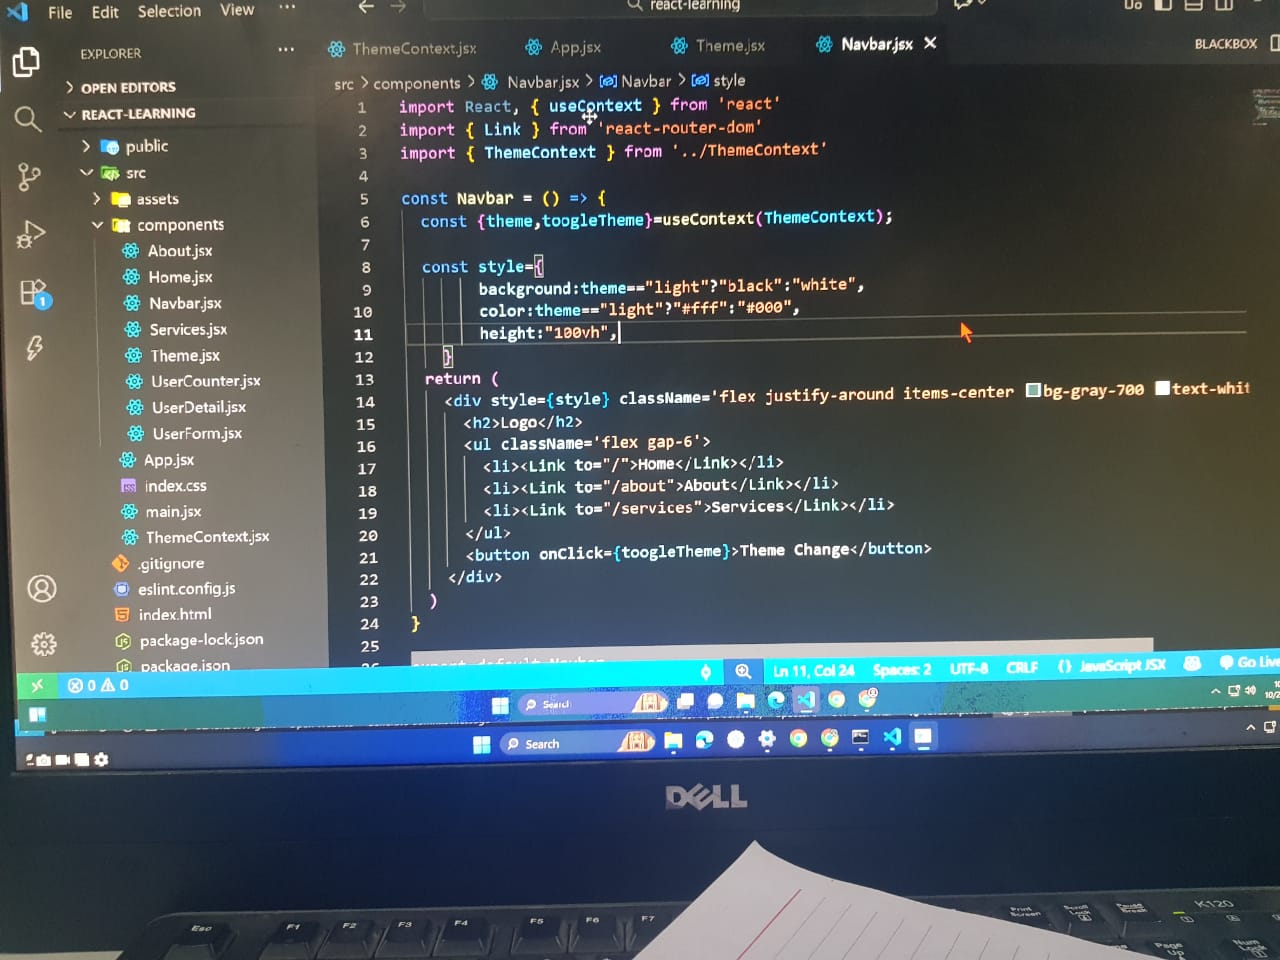 File Edit Selection View ...
react-learning
EXPLORER ...
ThemeContext.jsx
App.jsx
Theme.jsx
Navbar.jsx
BLACKBOX
OPEN EDITORS
REACT-LEARNING
public
src
assets
components
About.jsx
Home.jsx
Navbar.jsx
Services.jsx
Theme.jsx
UserCounter.jsx
UserDetail.jsx
UserForm.jsx
App.jsx
index.css
main.jsx
ThemeContext.jsx
.gitignore
eslint.config.js
index.html
package-lock.json
package.json
1
src > components > Navbar.jsx > Navbar > style
1 import React, { useContext } from 'react'
2 import { Link } from 'react-router-dom'
3 import { ThemeContext } from '../ThemeContext'
4
5 const Navbar = () => {
6 const {theme,toogleTheme}=useContext(ThemeContext);
7
8 const style={
9 background:theme=="light"?"black":"white",
10 color:theme=="light"?"#fff":"#000",
11 height:"100vh",
12 }
13 return (
14 <div style={style} className='flex justify-around items-center bg-gray-700 text-whit
15 <h2>Logo</h2>
16 <ul className='flex gap-6'>
17 <li><Link to="/">Home</Link></li>
18 <li><Link to="/about">About</Link></li>
19 <li><Link to="/services">Services</Link></li>
20 </ul>
21 <button onClick={toogleTheme}>Theme Change</button>
22 </div>
23 )
24 }
25
export default Navbar
0 0
Ln 11, Col 24 Spaces: 2 UTF-8 CRLF {} JavaScript JSX Go Live
Search
Search
DELL
Esc F1 F2 F3 F4 F5 F6 F7
Print Screen
Scroll Lock
Pause Break
K120
Page Up
Num Lock